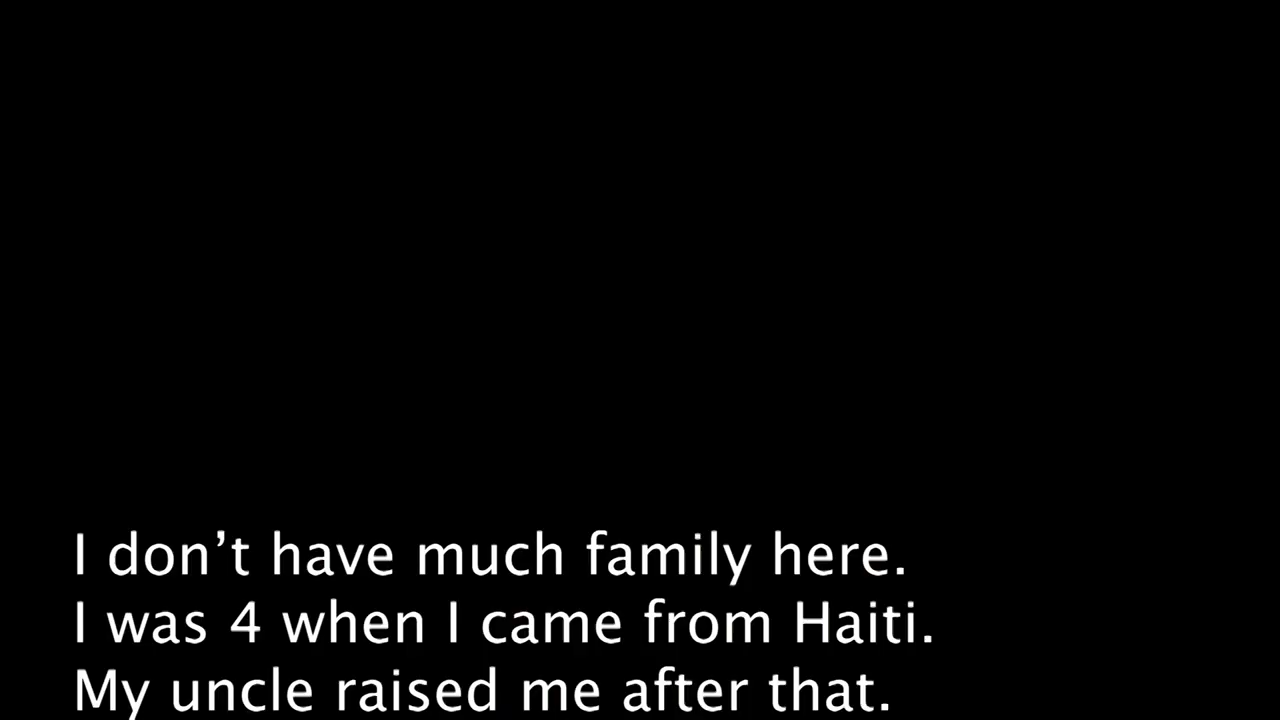 I don’t have much family here.
I was 4 when I came from Haiti.
My uncle raised me after that.